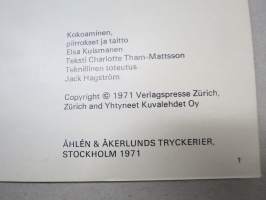 Kokoaminen,
piirrokset ja taitto
Elsa Kuismanen
Teksti Charlotte Tham-Mattsson
Teknillinen toteutus
Jack Hagström
Copyright © 1971 Verlagspresse Zürich,
Zürich and Yhtyneet Kuvalehdet Oy
ÅHLÉN & ÅKERLUNDS TRYCKERIER,
STOCKHOLM 1971